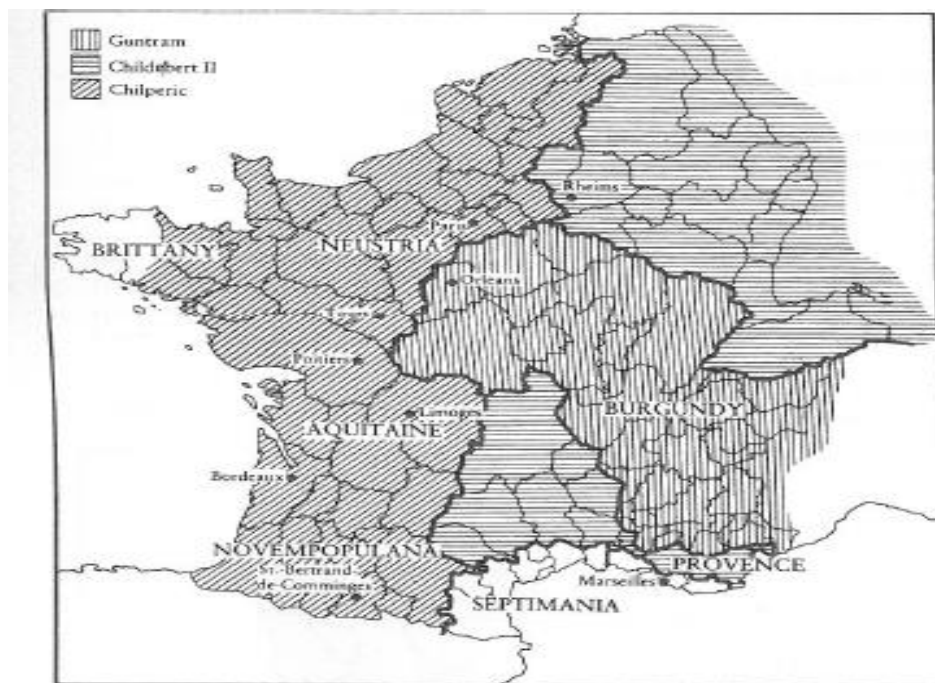 Guntram
Childebert II
Chilperic
Rheims
Paris
BRITTANY
NEUSTRIA
Orleans
Tours
Poitiers
Limoges
BURGUNDY
AQUITAINE
Bordeaux
NOVEMPOPULANA
PROVENCE
St.-Bertrand-
de-Comminges
Marseilles
SEPTIMANIA